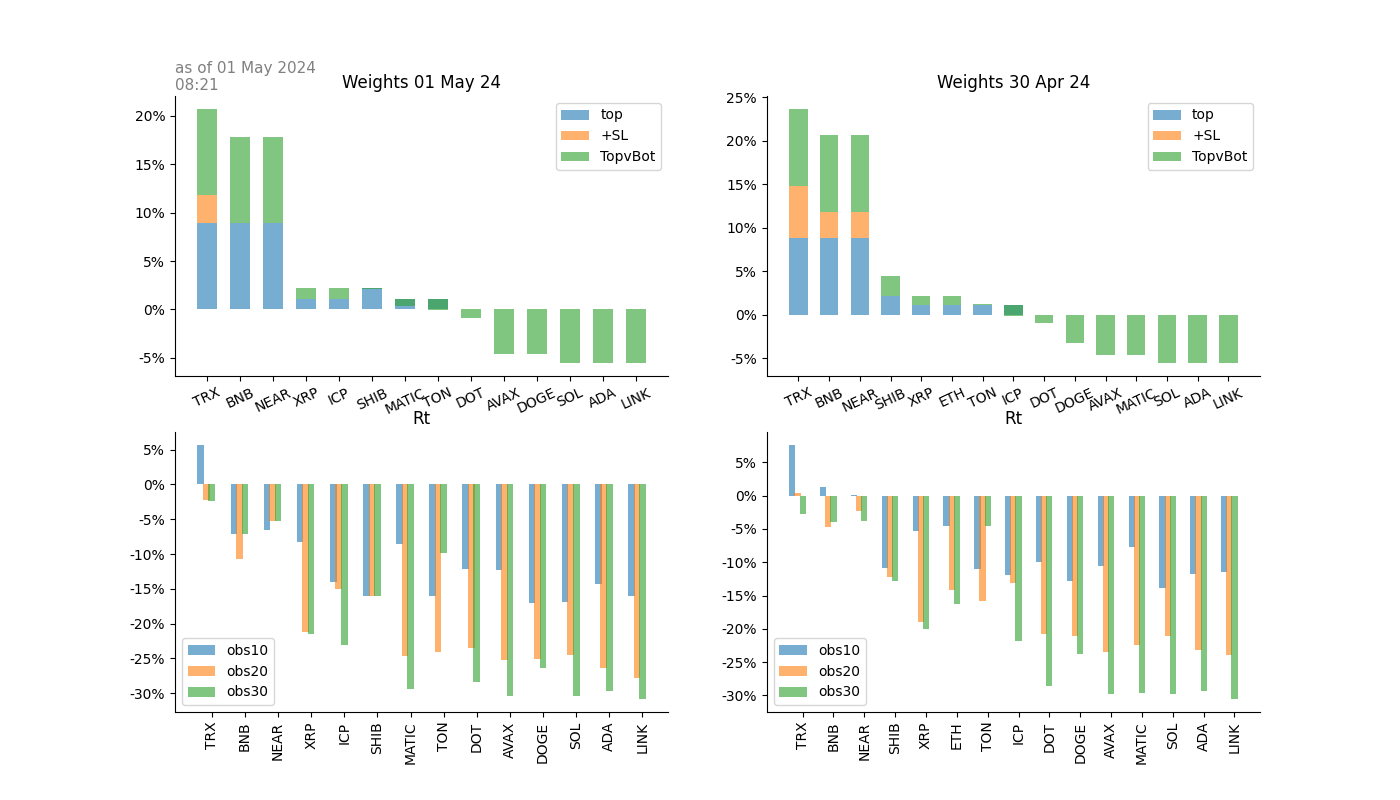 as of 01 May 2024
08:21
Weights 01 May 24
20%
15%
10%
5%
0%
-5%
top
+SL
TopvBot
TRX BNB NEAR XRP ICP SHIB MATIC TON DOT AVAX DOGE SOL ADA LINK
Weights 30 Apr 24
25%
20%
15%
10%
5%
0%
-5%
top
+SL
TopvBot
TRX BNB NEAR SHIB XRP ETH TON ICP DOT DOGE AVAX MATIC SOL ADA LINK
Rt
5%
0%
-5%
-10%
-15%
-20%
-25%
-30%
obs10
obs20
obs30
TRX BNB NEAR XRP ICP SHIB MATIC TON DOT AVAX DOGE SOL ADA LINK
Rt
5%
0%
-5%
-10%
-15%
-20%
-25%
-30%
obs10
obs20
obs30
TRX BNB NEAR SHIB XRP ETH TON ICP DOT DOGE AVAX MATIC SOL ADA LINK